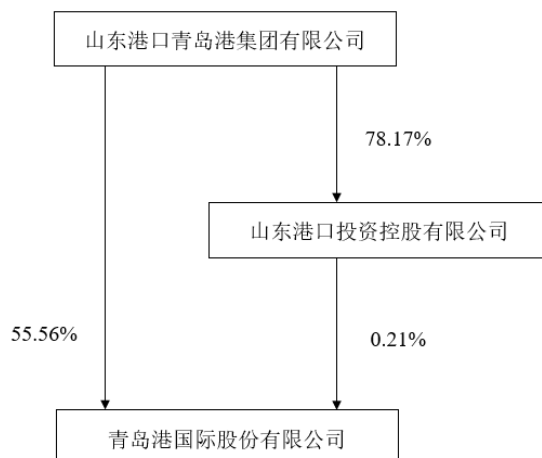 山东港口青岛港集团有限公司
78.17%
山东港口投资控股有限公司
55.56%
0.21%
青岛港国际股份有限公司